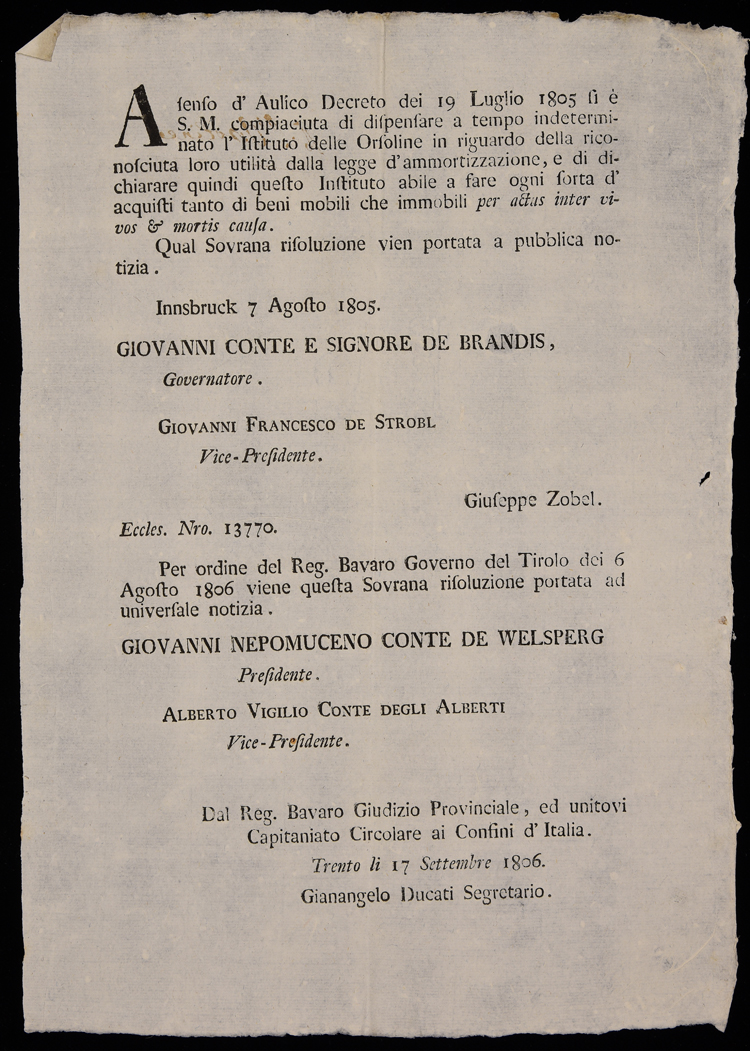 Aſenſo d' Aulico Decreto dei 19 Luglio 1805 ſi è
S. M. compiaciuta di diſpenſare a tempo indetermi-
nato l' Iſtituto delle Orſoline in riguardo della rico-
noſciuta loro utilità dalla legge d'ammortizzazione, e di di-
chiarare quindi queſto Inſtituto abile a fare ogni ſorta d'
acquiſti tanto di beni mobili che immobili per actus inter vi-
vos & mortis cauſa.
Qual Sovrana riſoluzione vien portata a pubblica no-
tizia.
Innsbruck 7 Agoſto 1805.
GIOVANNI CONTE E SIGNORE DE BRANDIS,
Governatore.
GIOVANNI FRANCESCO DE STROBL
Vice-Preſidente.
Giuſeppe Zobel.
Eccles. Nro. 13770.
Per ordine del Reg. Bavaro Governo del Tirolo dei 6
Agoſto 1806 viene queſta Sovrana riſoluzione portata ad
univerſale notizia.
GIOVANNI NEPOMUCENO CONTE DE WELSPERG
Preſidente.
ALBERTO VIGILIO CONTE DEGLI ALBERTI
Vice-Preſidente.
Dal Reg. Bavaro Giudizio Provinciale, ed unitovi
Capitaniato Circolare ai Confini d' Italia.
Trento li 17 Settembre 1806.
Gianangelo Ducati Segretario.